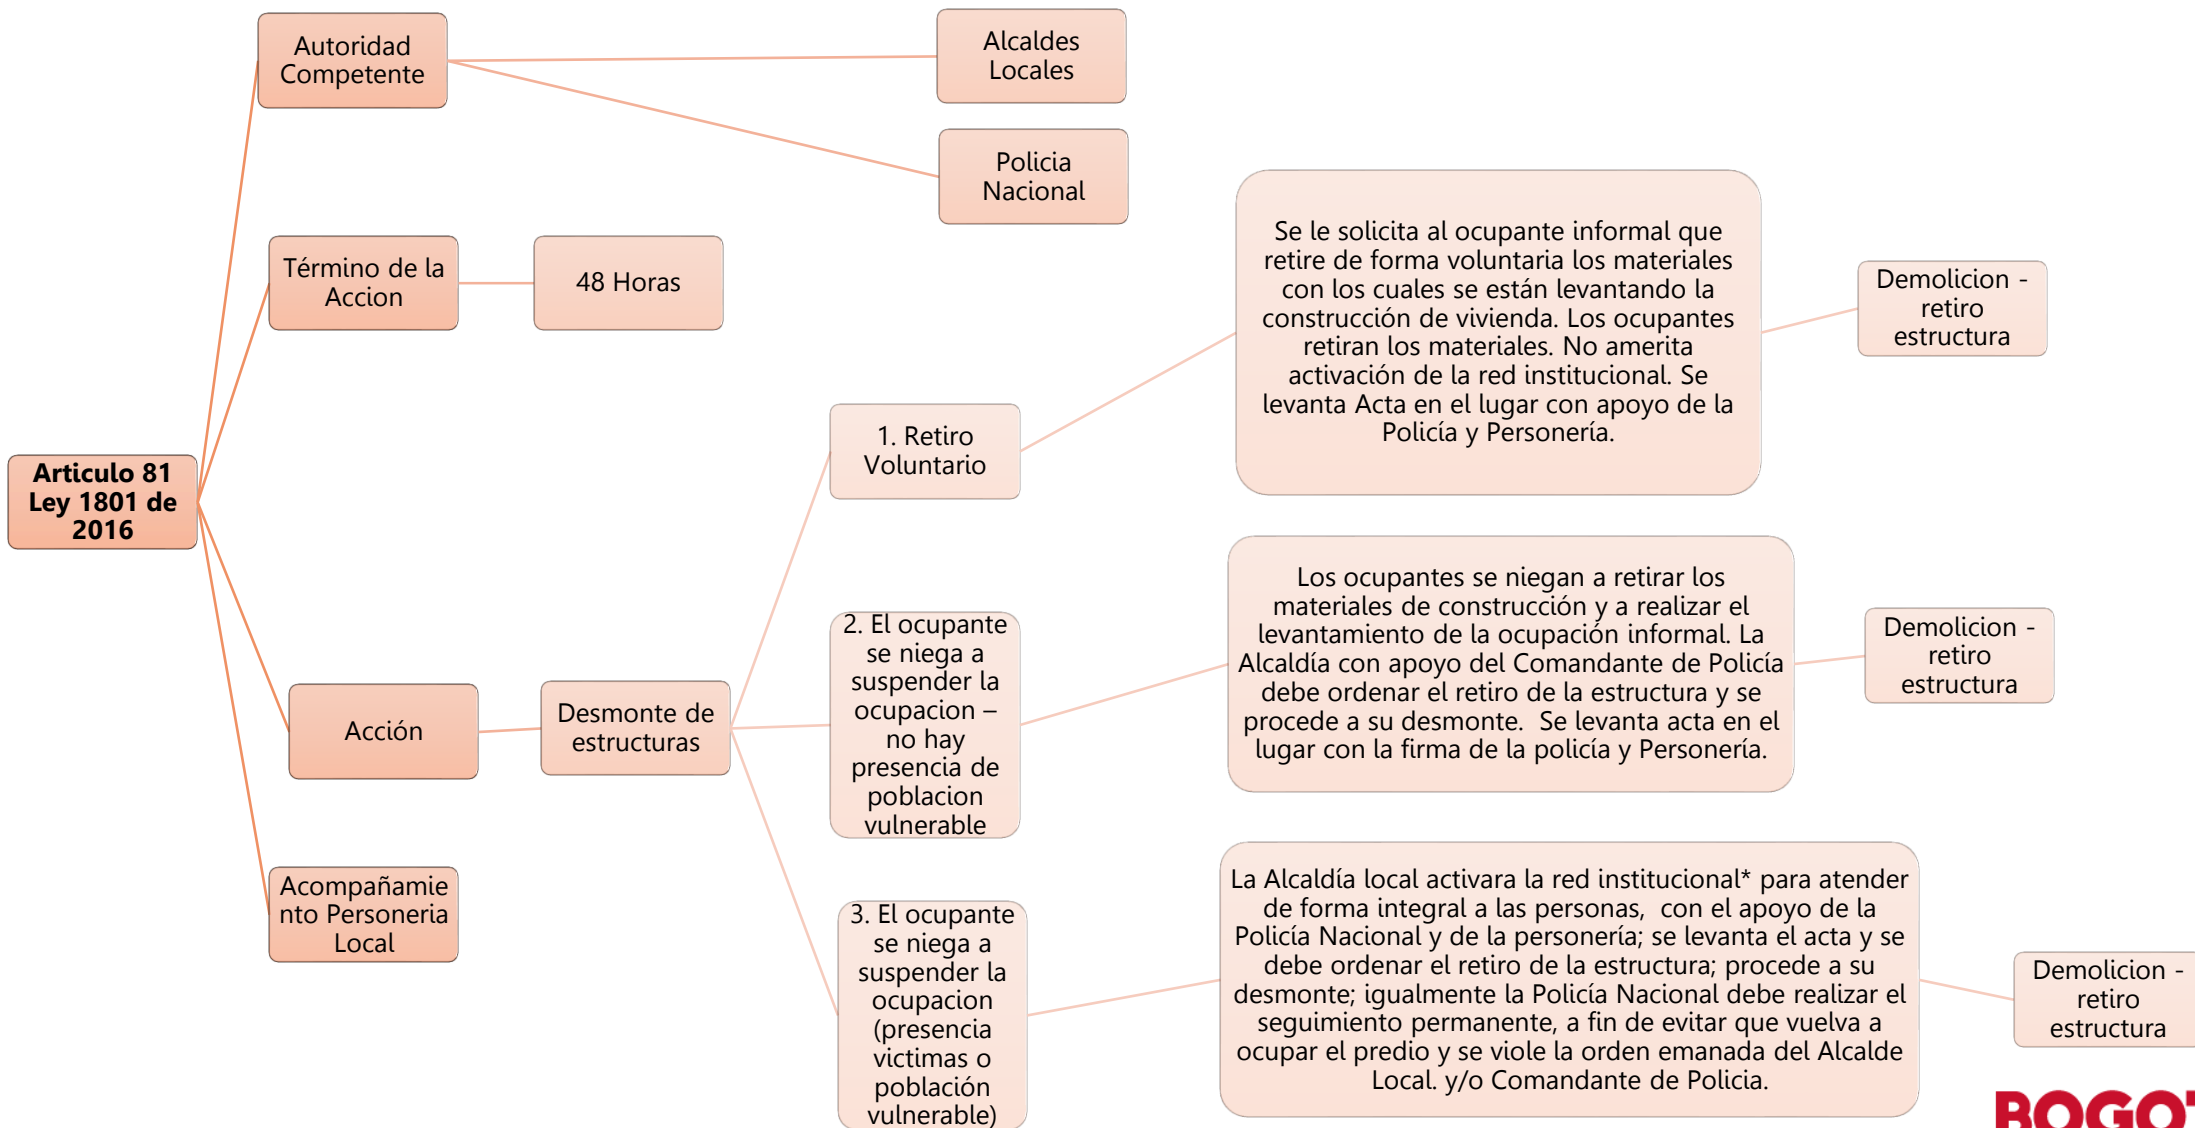 Autoridad
Competente
Alcaldes
Locales
Policia
Nacional
Término de la
Accion
48 Horas
Articulo 81
Ley 1801 de
2016
Acción
Desmonte de
estructuras
1. Retiro
Voluntario
Se le solicita al ocupante informal que
retire de forma voluntaria los materiales
con los cuales se están levantando la
construcción de vivienda. Los ocupantes
retiran los materiales. No amerita
activación de la red institucional. Se
levanta Acta en el lugar con apoyo de la
Policía y Personería.
Demolicion -
retiro
estructura
2. El ocupante
se niega a
suspender la
ocupacion –
no hay
presencia de
poblacion
vulnerable
Los ocupantes se niegan a retirar los
materiales de construcción y a realizar el
levantamiento de la ocupación informal. La
Alcaldía con apoyo del Comandante de Policía
debe ordenar el retiro de la estructura y se
procede a su desmonte.  Se levanta acta en el
lugar con la firma de la policía y Personería.
Demolicion -
retiro
estructura
3. El ocupante
se niega a
suspender la
ocupacion
(presencia
victimas o
población
vulnerable)
La Alcaldía local activara la red institucional* para atender
de forma integral a las personas,  con el apoyo de la
Policía Nacional y de la personería; se levanta el acta y se
debe ordenar el retiro de la estructura; procede a su
desmonte; igualmente la Policía Nacional debe realizar el
seguimiento permanente, a fin de evitar que vuelva a
ocupar el predio y se viole la orden emanada del Alcalde
Local. y/o Comandante de Policia.
Demolicion -
retiro
estructura
Acompañamie
nto Personeria
Local
BOGOT